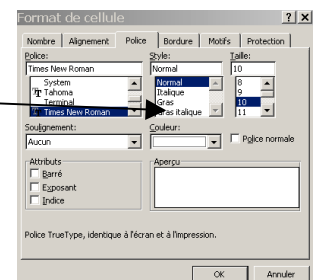 Format de cellule
Nombre Alignement Police Bordure Motifs Protection
Police: Style: Taille:
Times New Roman Normal 10
System Normal 8
Tahoma Italique 9
Terminal Gras 10
Times New Roman Gras italique 11
Soulignement: Couleur:
Aucun Police normale
Attributs Aperçu
Barré
Exposant
Indice
Police TrueType, identique à l'écran et à l'impression.
OK Annuler